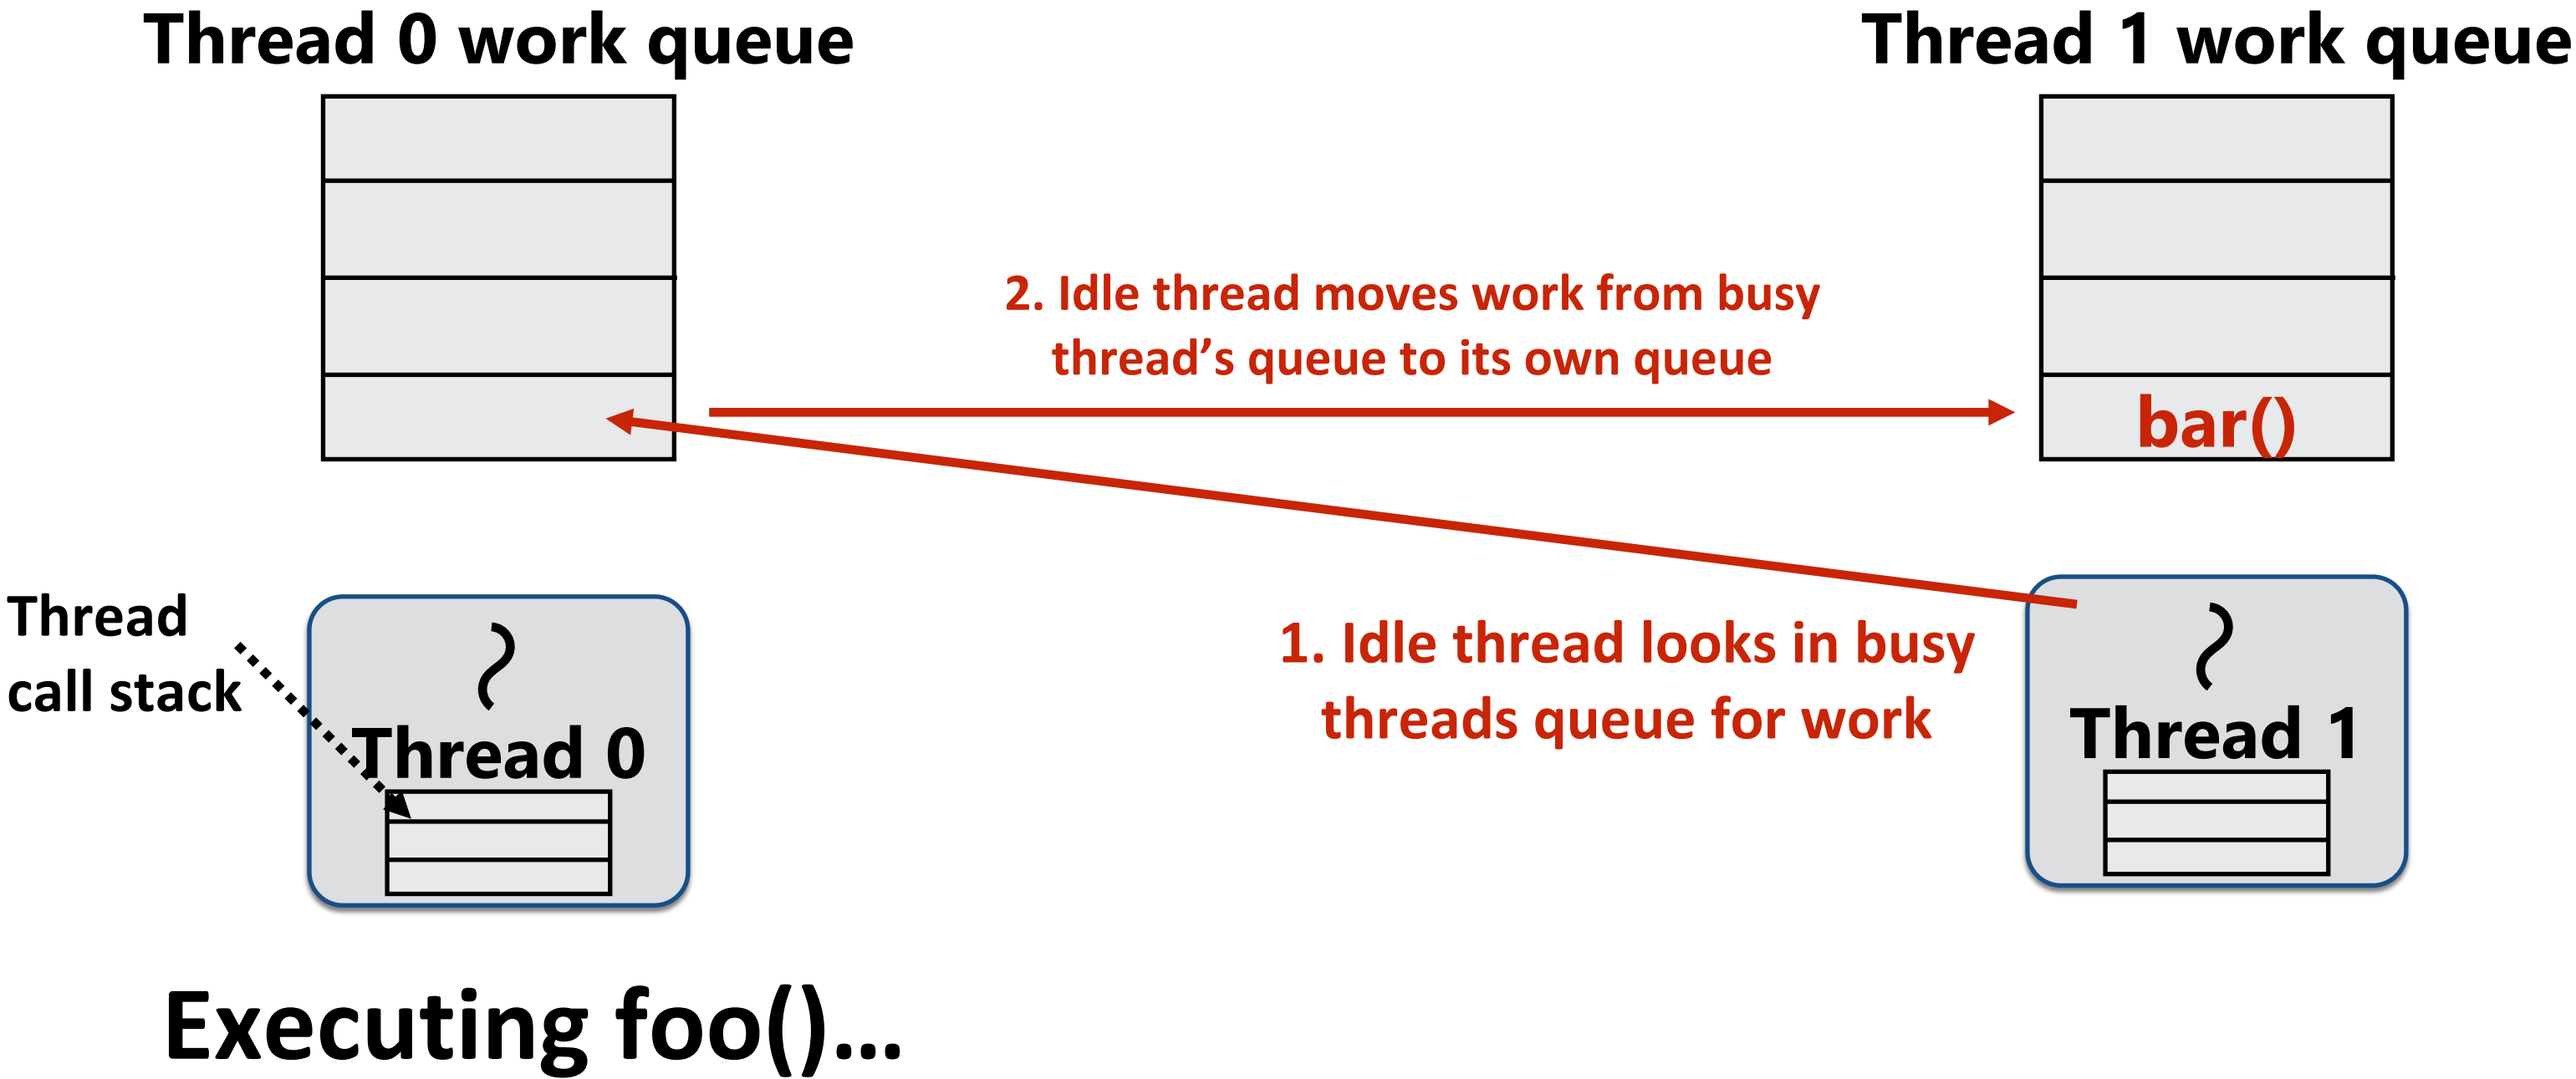 Thread 0 work queue
Thread 1 work queue
2. Idle thread moves work from busy
thread’s queue to its own queue
bar()
Thread
call stack
1. Idle thread looks in busy
threads queue for work
Thread 0
Thread 1
Executing foo()…